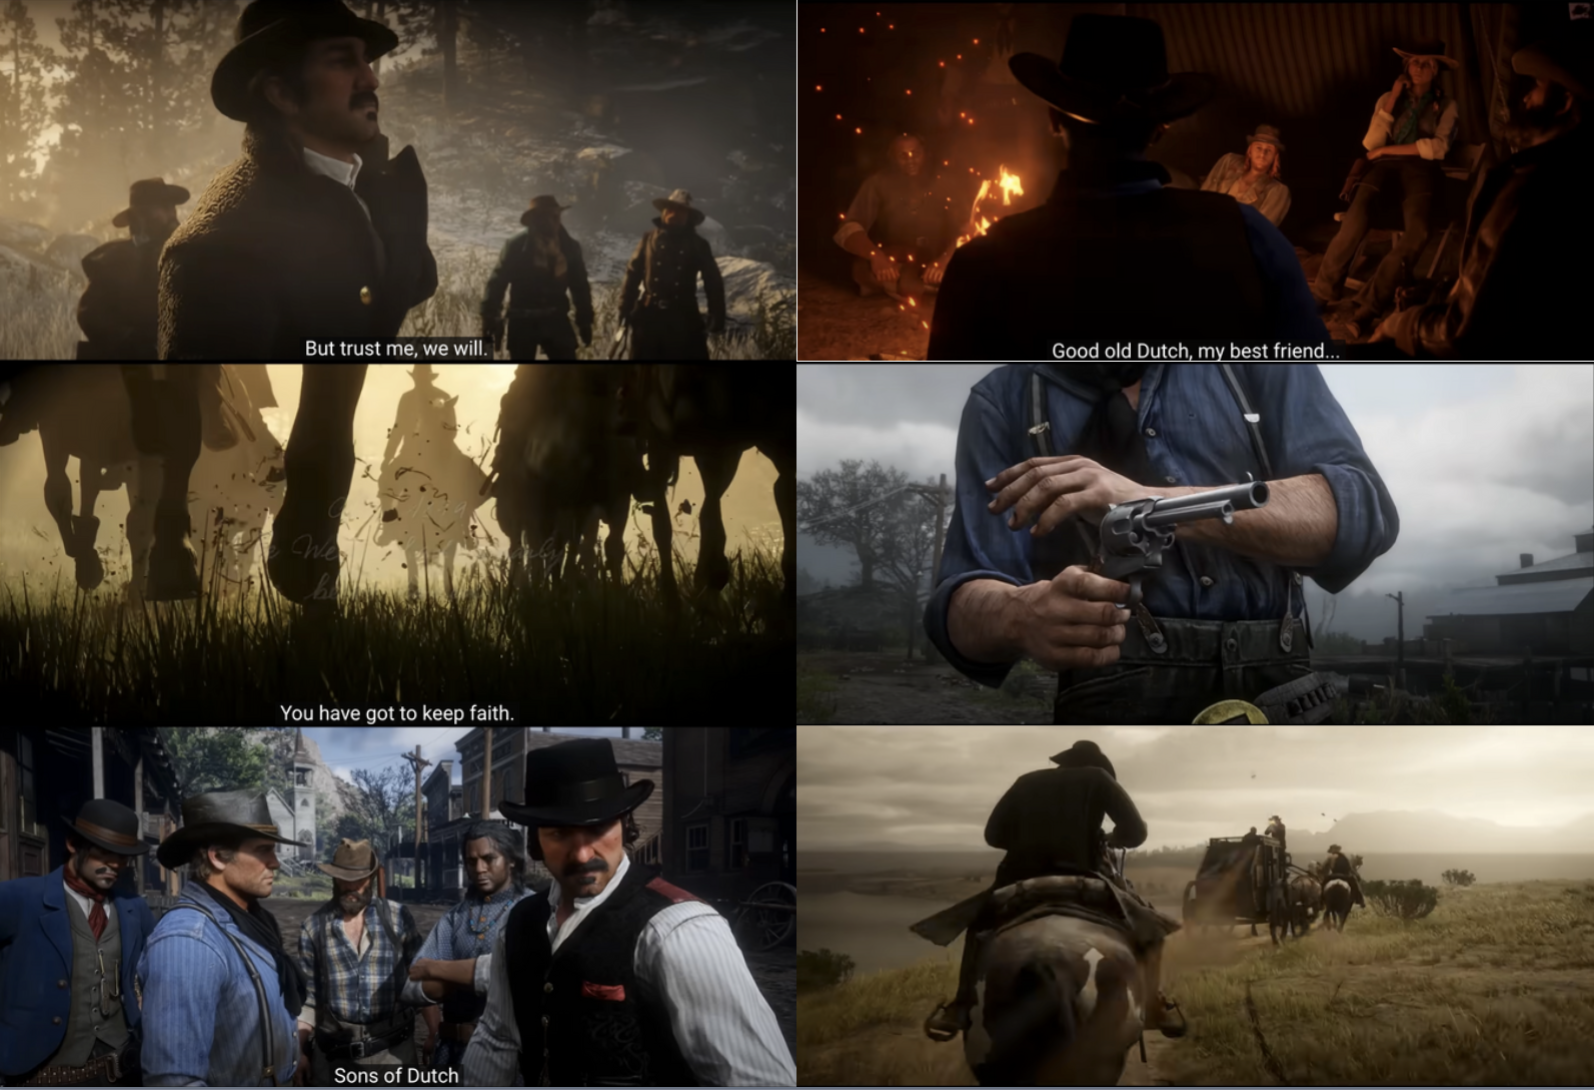 But trust me, we will.
Good old Dutch, my best friend...
You have got to keep faith.
Sons of Dutch